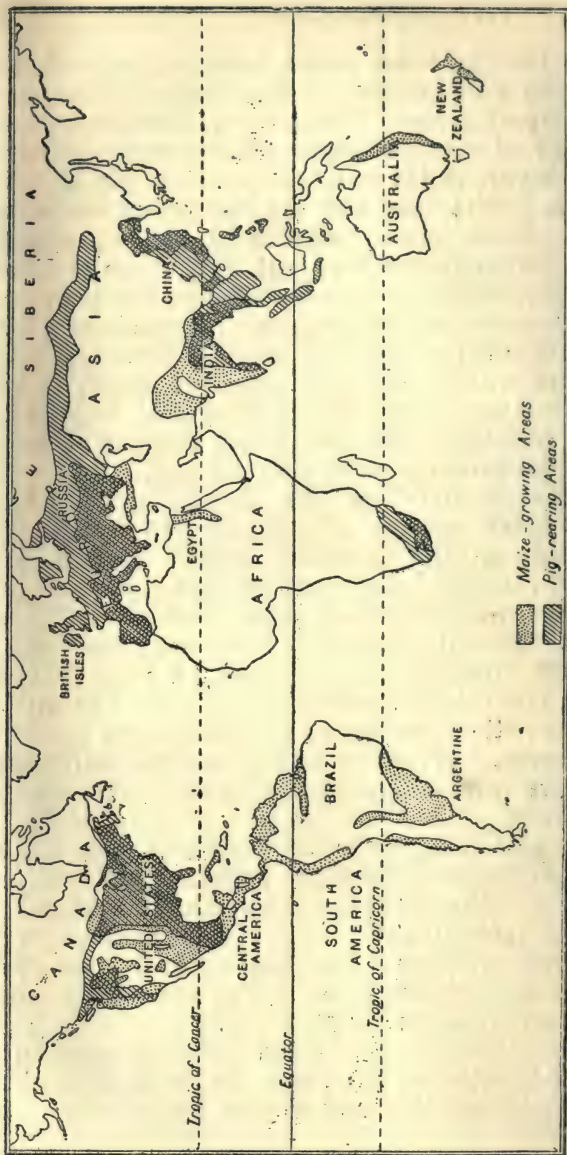 CANADA
UNITED STATES
Tropic of Cancer
CENTRAL
AMERICA
Equator
SOUTH
AMERICA
Tropic of Capricorn
BRAZIL
ARGENTINE
BRITISH
ISLES
RUSSIA
SIBERIA
ASIA
CHINA
INDIA
EGYPT
AFRICA
AUSTRALIA
NEW
ZEALAND
Maize-growing Areas
Pig-rearing Areas